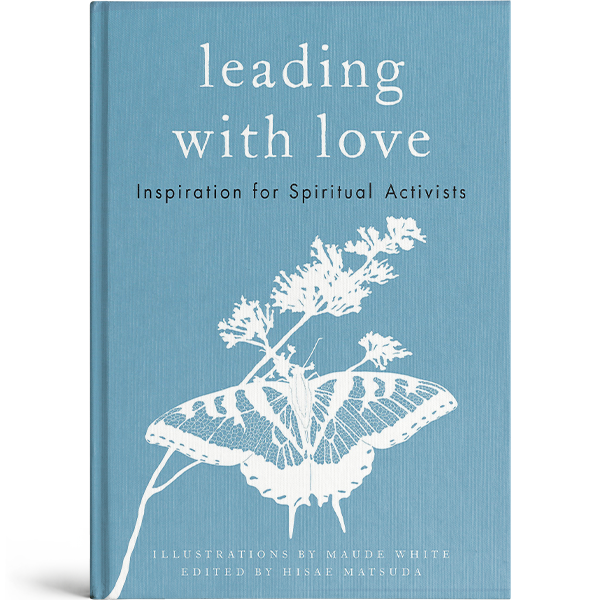 leading
with love
Inspiration for Spiritual Activists
ILLUSTRATIONS BY MAUDE WHITE
EDITED BY HISAE MATSUDA